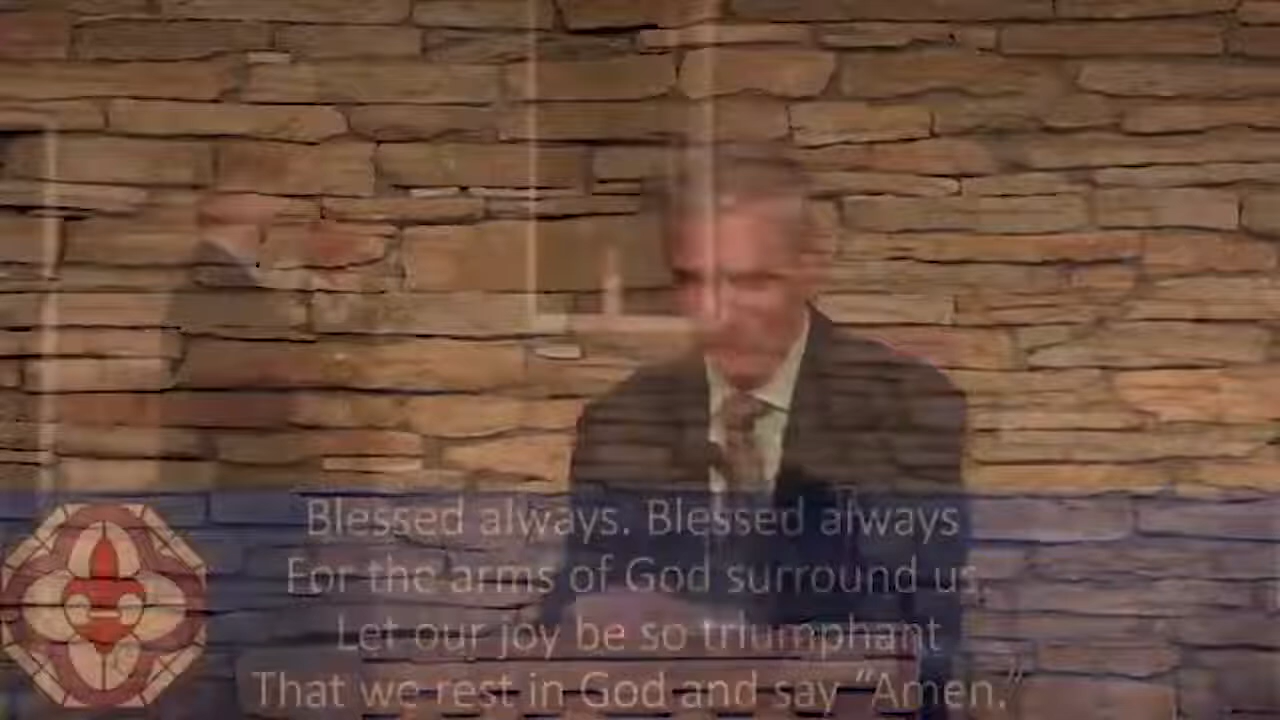 Blessed always. Blessed always
For the arms of God surround us.
Let our joy be so triumphant
That we rest in God and say “Amen.”